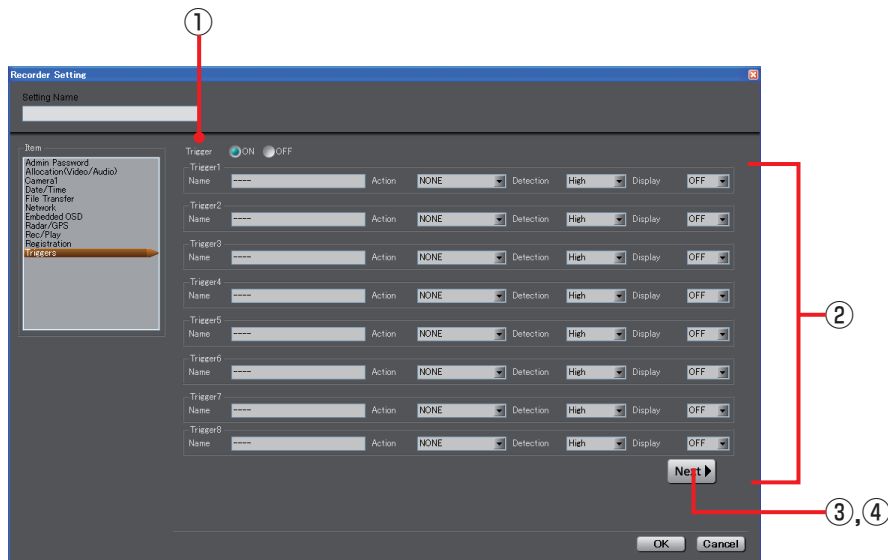 ①
Recorder Setting
Setting Name
Item
Admin Password
Allocation(Video/Audio)
Camera1
Date/Time
File Transfer
Network
Embedded OSD
Radar/GPS
Rec/Play
Registration
Triggers
Trigger ON OFF
Trigger1
Name ---- Action NONE Detection High Display OFF
Trigger2
Name ---- Action NONE Detection High Display OFF
Trigger3
Name ---- Action NONE Detection High Display OFF
Trigger4
Name ---- Action NONE Detection High Display OFF
Trigger5
Name ---- Action NONE Detection High Display OFF
Trigger6
Name ---- Action NONE Detection High Display OFF
Trigger7
Name ---- Action NONE Detection High Display OFF
Trigger8
Name ---- Action NONE Detection High Display OFF
②
Next
③,④
OK Cancel